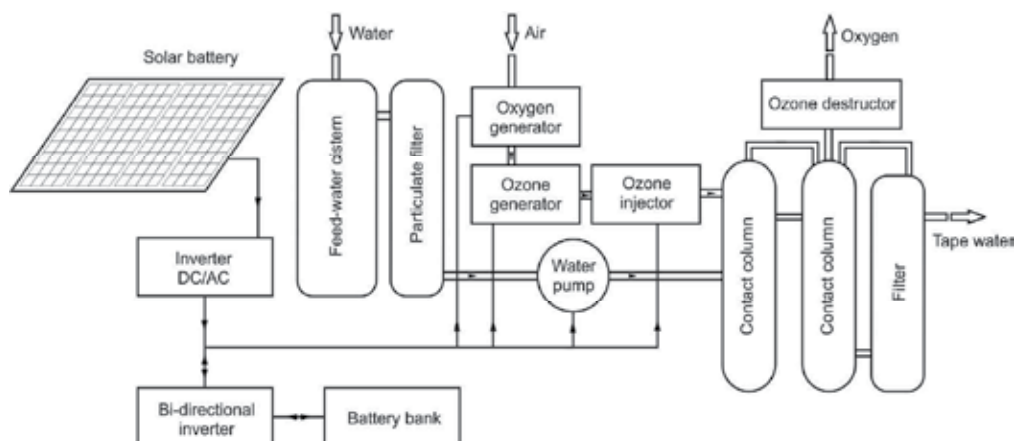 Water
Air
Oxygen
Solar battery
Feed-water cistern
Particulate filter
Oxygen
generator
Ozone destructor
Ozone
generator
Ozone
injector
Contact column
Contact column
Filter
Tape water
Inverter
DC/AC
Water
pump
Bi-directional
inverter
Battery bank